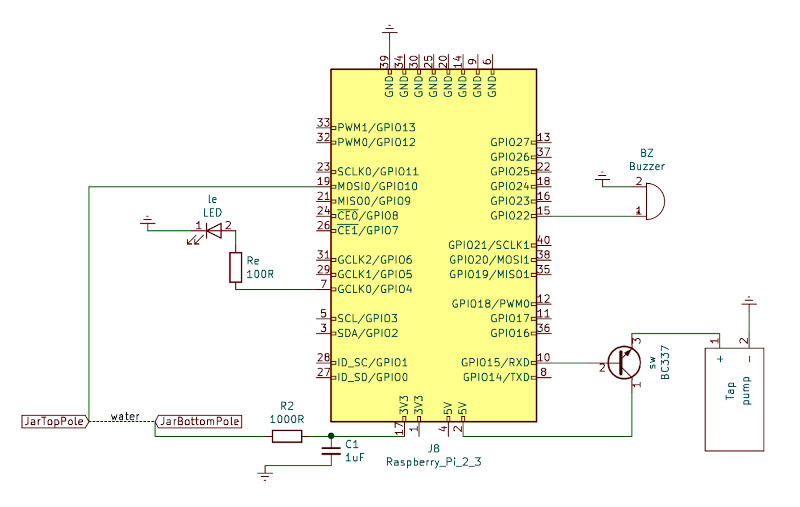 39 34 30 25 20 14 9 6
GND GND GND GND GND GND GND GND
33 PWM1/GPIO13
32 PWM0/GPIO12
23 SCLK0/GPIO11
19 MOSI0/GPIO10
21 MISO0/GPIO9
24 CE0/GPIO8
26 CE1/GPIO7
31 GCLK2/GPIO6
29 GCLK1/GPIO5
7 GCLK0/GPIO4
5 SCL/GPIO3
3 SDA/GPIO2
28 ID_SC/GPIO1
27 ID_SD/GPIO0
GPIO27 13
GPIO26 37
GPIO25 22
GPIO24 18
GPIO23 16
GPIO22 15
GPIO21/SCLK1 40
GPIO20/MOSI1 38
GPIO19/MISO1 35
GPIO18/PWM0 12
GPIO17 11
GPIO16 36
GPIO15/RXD 10
GPIO14/TXD 8
3V3 3V3 5V 5V
17 1 4 2
J8
Raspberry_Pi_2_3
le
LED
1 2
Re
100R
BZ
Buzzer
2
1
sw
BC337
3
2
1
1 2
+ -
Tap
pump
JarTopPole
water
JarBottomPole
R2
1000R
C1
1uF